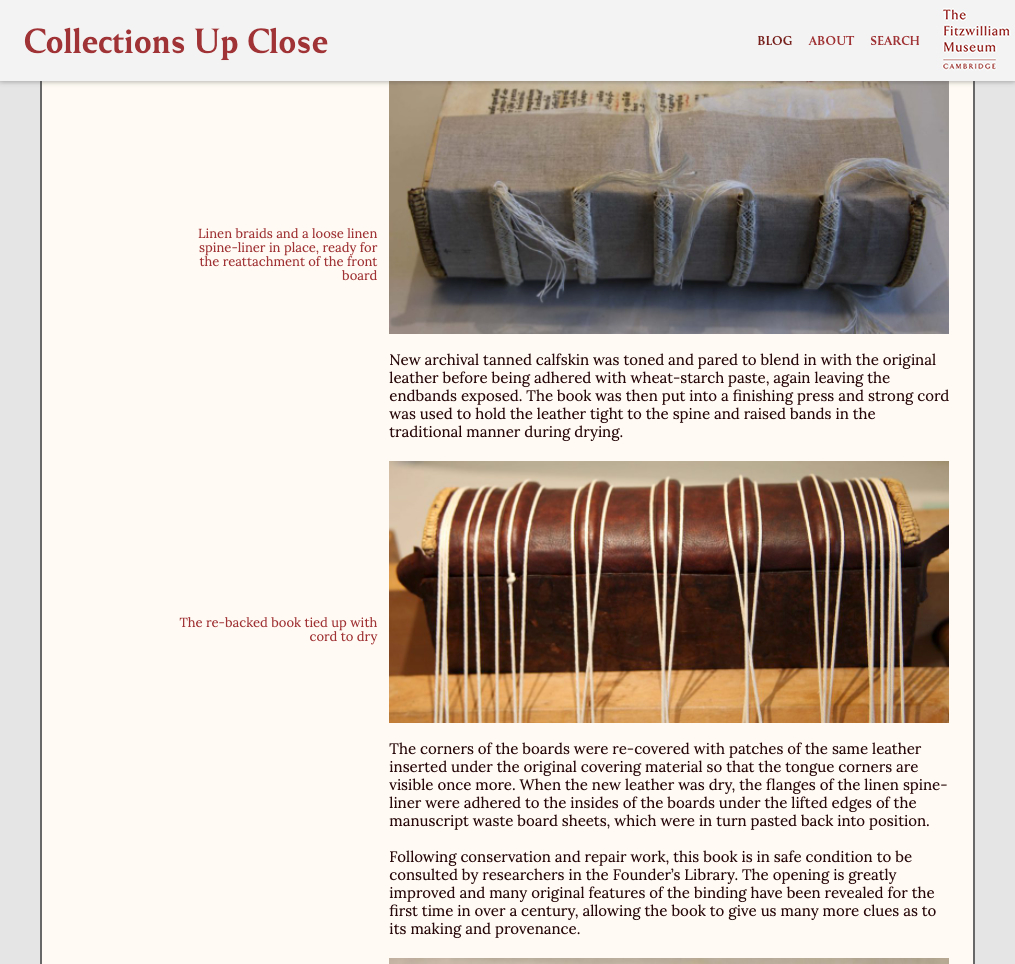 Collections Up Close
BLOG ABOUT SEARCH
The
Fitzwilliam
Museum
CAMBRIDGE
Linen braids and a loose linen
spine-liner in place, ready for
the reattachment of the front
board
New archival tanned calfskin was toned and pared to blend in with the original
leather before being adhered with wheat-starch paste, again leaving the
endbands exposed. The book was then put into a finishing press and strong cord
was used to hold the leather tight to the spine and raised bands in the
traditional manner during drying.
The re-backed book tied up with
cord to dry
The corners of the boards were re-covered with patches of the same leather
inserted under the original covering material so that the tongue corners are
visible once more. When the new leather was dry, the flanges of the linen spine-
liner were adhered to the insides of the boards under the lifted edges of the
manuscript waste board sheets, which were in turn pasted back into position.
Following conservation and repair work, this book is in safe condition to be
consulted by researchers in the Founder’s Library. The opening is greatly
improved and many original features of the binding have been revealed for the
first time in over a century, allowing the book to give us many more clues as to
its making and provenance.